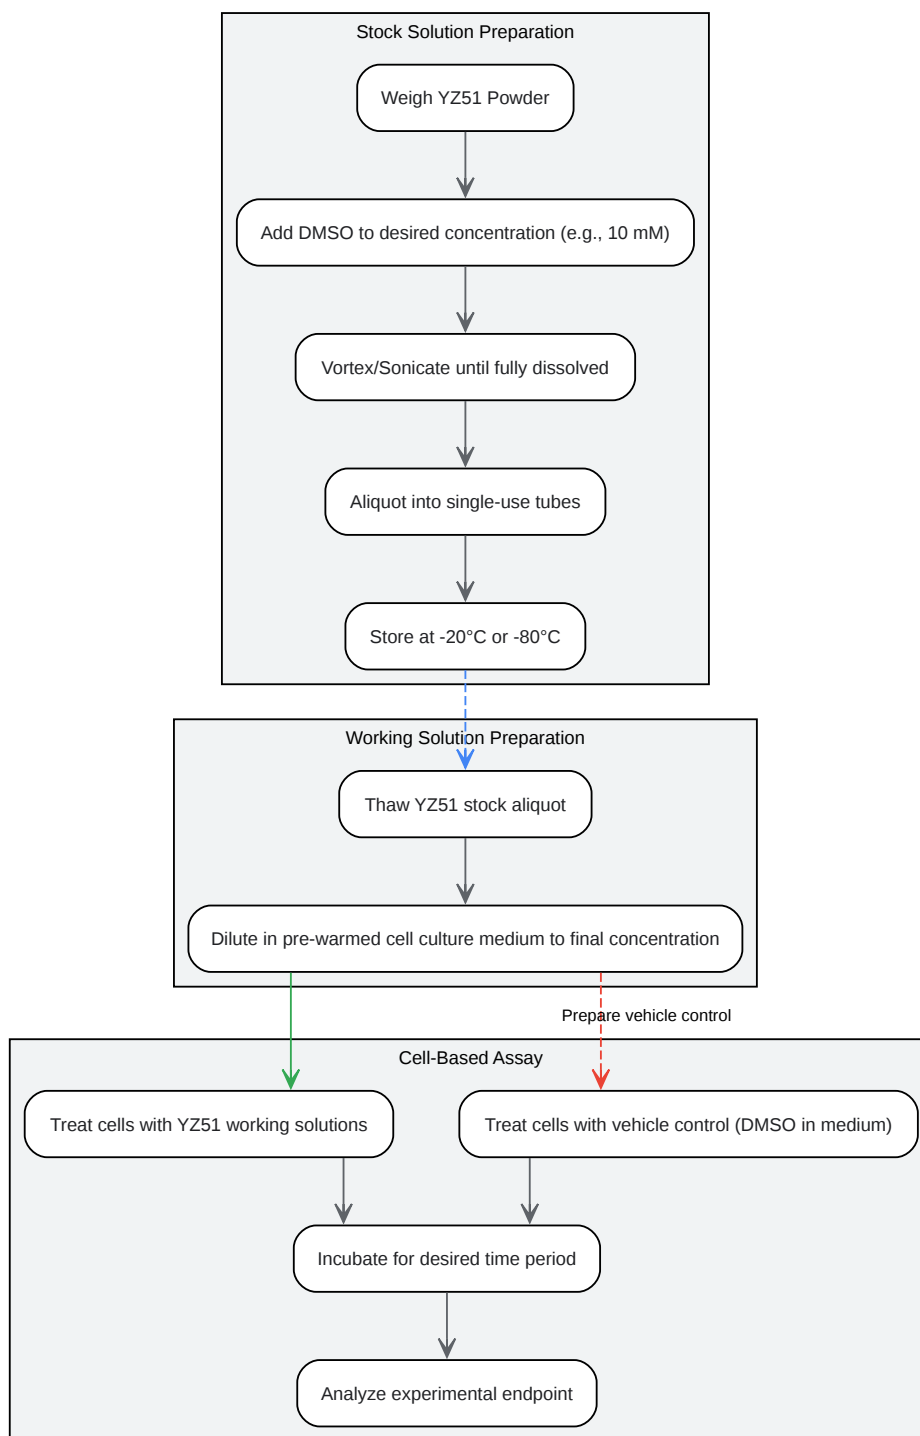 Stock Solution Preparation
Weigh YZ51 Powder
Add DMSO to desired concentration (e.g., 10 mM)
Vortex/Sonicate until fully dissolved
Aliquot into single-use tubes
Store at -20°C or -80°C
Working Solution Preparation
Thaw YZ51 stock aliquot
Dilute in pre-warmed cell culture medium to final concentration
Prepare vehicle control
Cell-Based Assay
Treat cells with YZ51 working solutions
Treat cells with vehicle control (DMSO in medium)
Incubate for desired time period
Analyze experimental endpoint